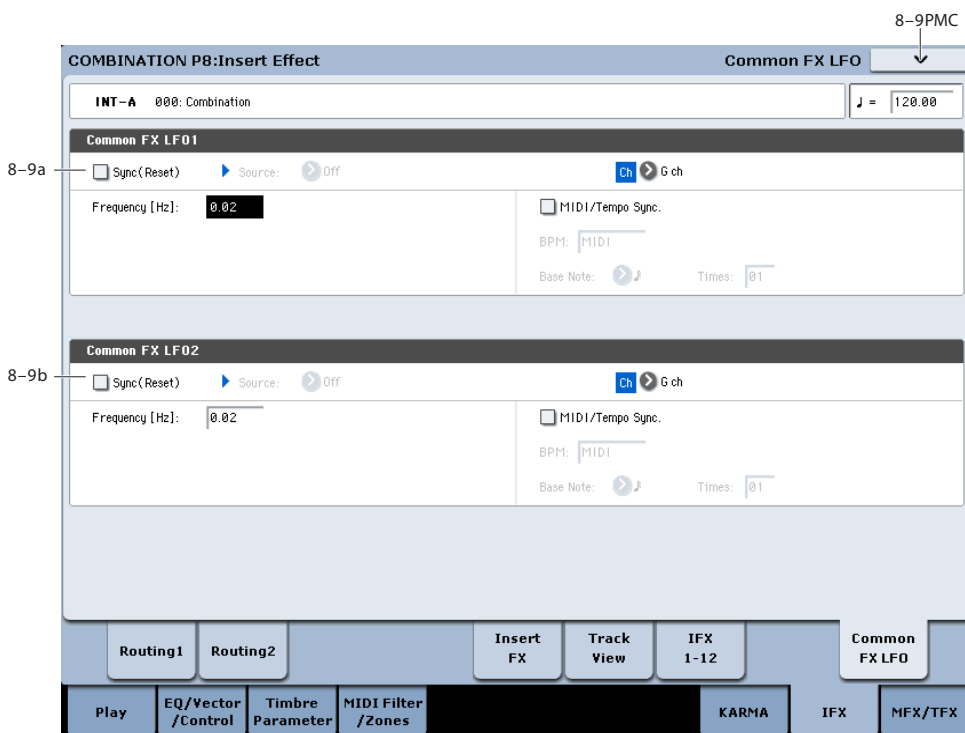 8–9PMC
COMBINATION P8:Insert Effect Common FX LFO
INT-A 000: Combination ♩ = 120.00
Common FX LFO1
8–9a Sync(Reset) Source: Off Ch G ch
Frequency [Hz]: 0.02 MIDI/Tempo Sync.
BPM: MIDI
Base Note: Times: 01
Common FX LFO2
8–9b Sync(Reset) Source: Off Ch G ch
Frequency [Hz]: 0.02 MIDI/Tempo Sync.
BPM: MIDI
Base Note: Times: 01
Routing1 Routing2 Insert FX Track View IFX 1-12 Common FX LFO
Play EQ/Vector /Control Timbre Parameter MIDI Filter /Zones KARMA IFX MFX/TFX